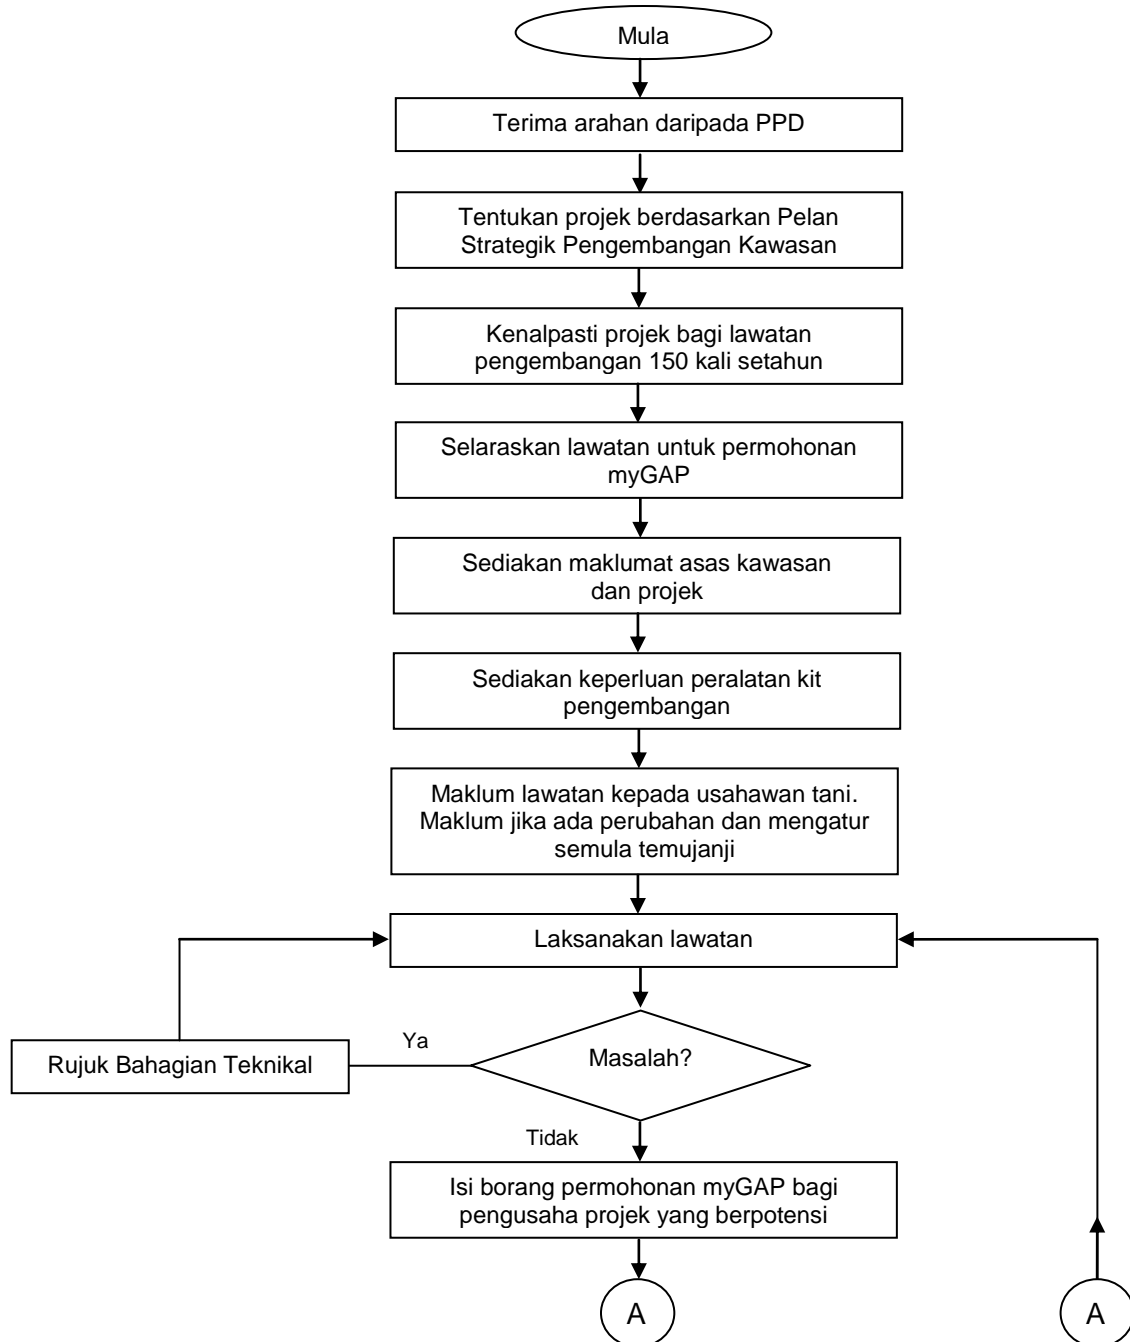 Mula
Terima arahan daripada PPD
Tentukan projek berdasarkan Pelan
Strategik Pengembangan Kawasan
Kenalpasti projek bagi lawatan
pengembangan 150 kali setahun
Selaraskan lawatan untuk permohonan
myGAP
Sediakan maklumat asas kawasan
dan projek
Sediakan keperluan peralatan kit
pengembangan
Maklum lawatan kepada usahawan tani.
Maklum jika ada perubahan dan mengatur
semula temujanji
Laksanakan lawatan
Ya
Rujuk Bahagian Teknikal
Masalah?
Tidak
Isi borang permohonan myGAP bagi
pengusaha projek yang berpotensi
A
A